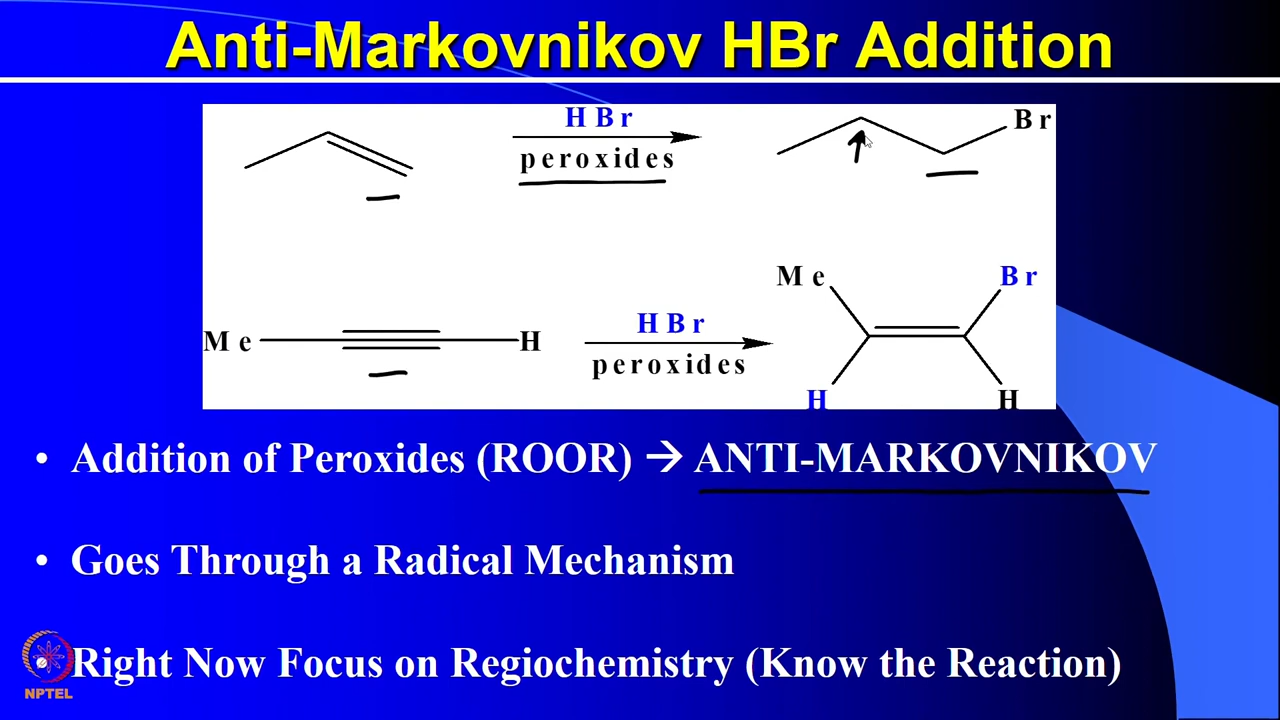 Anti-Markovnikov HBr Addition
HBr
peroxides
Br
Me
H
HBr
peroxides
Me
Br
H
H
• Addition of Peroxides (ROOR) → ANTI-MARKOVNIKOV
• Goes Through a Radical Mechanism
• Right Now Focus on Regiochemistry (Know the Reaction)
NPTEL